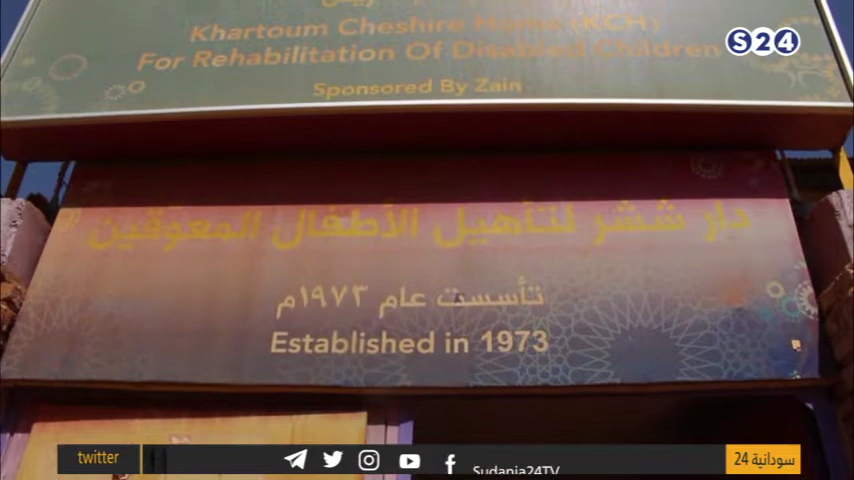 Khartoum Cheshire Home (KCH)
For Rehabilitation Of Disabled Children
Sponsored By Zain
S24
دار ششر لتأهيل الأطفال المعوقين
تأسست عام ١٩٧٣م
Established in 1973
twitter
Sudania24TV
سودانية 24